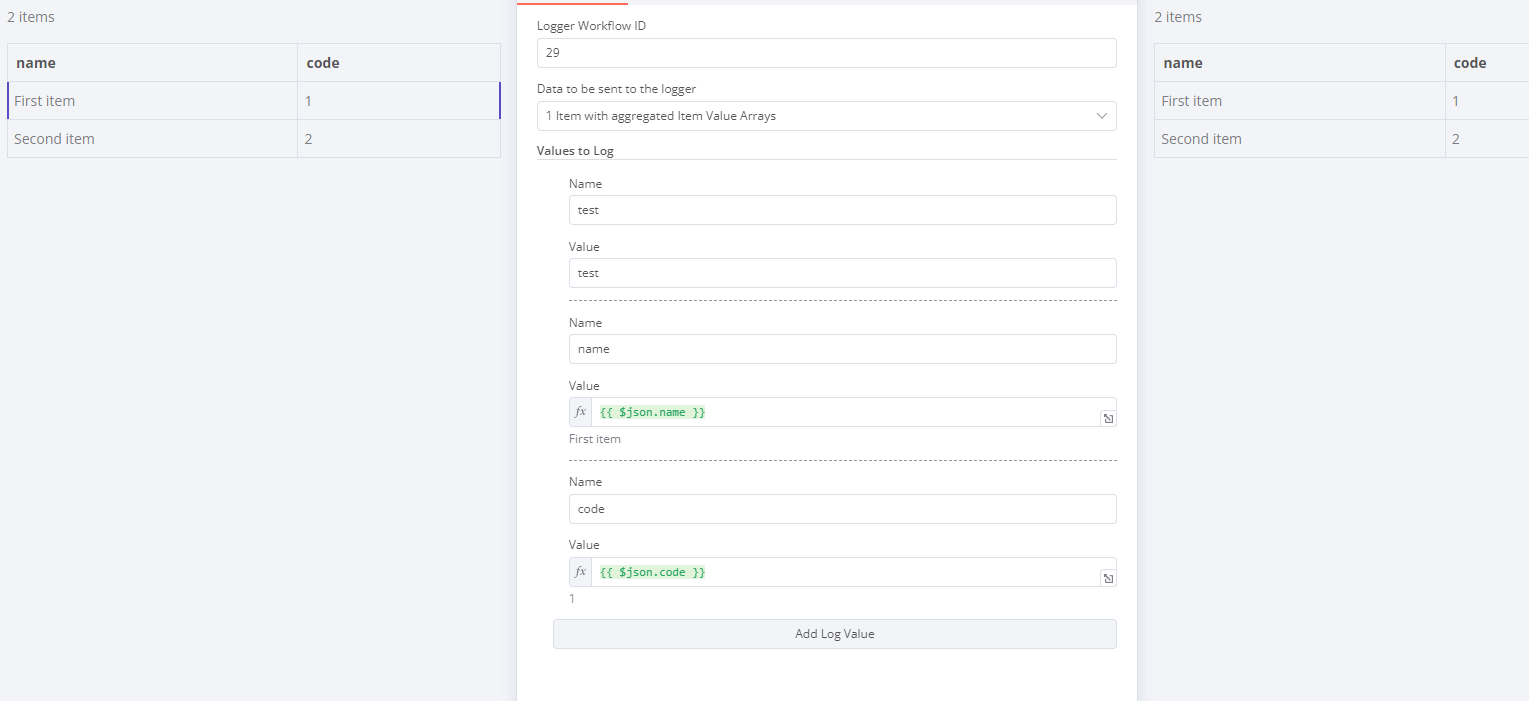 2 items
name code
First item 1
Second item 2
Logger Workflow ID
29
Data to be sent to the logger
1 Item with aggregated Item Value Arrays
Values to Log
Name
test
Value
test
Name
name
Value
fx {{ $json.name }}
First item
Name
code
Value
fx {{ $json.code }}
1
Add Log Value
2 items
name code
First item 1
Second item 2